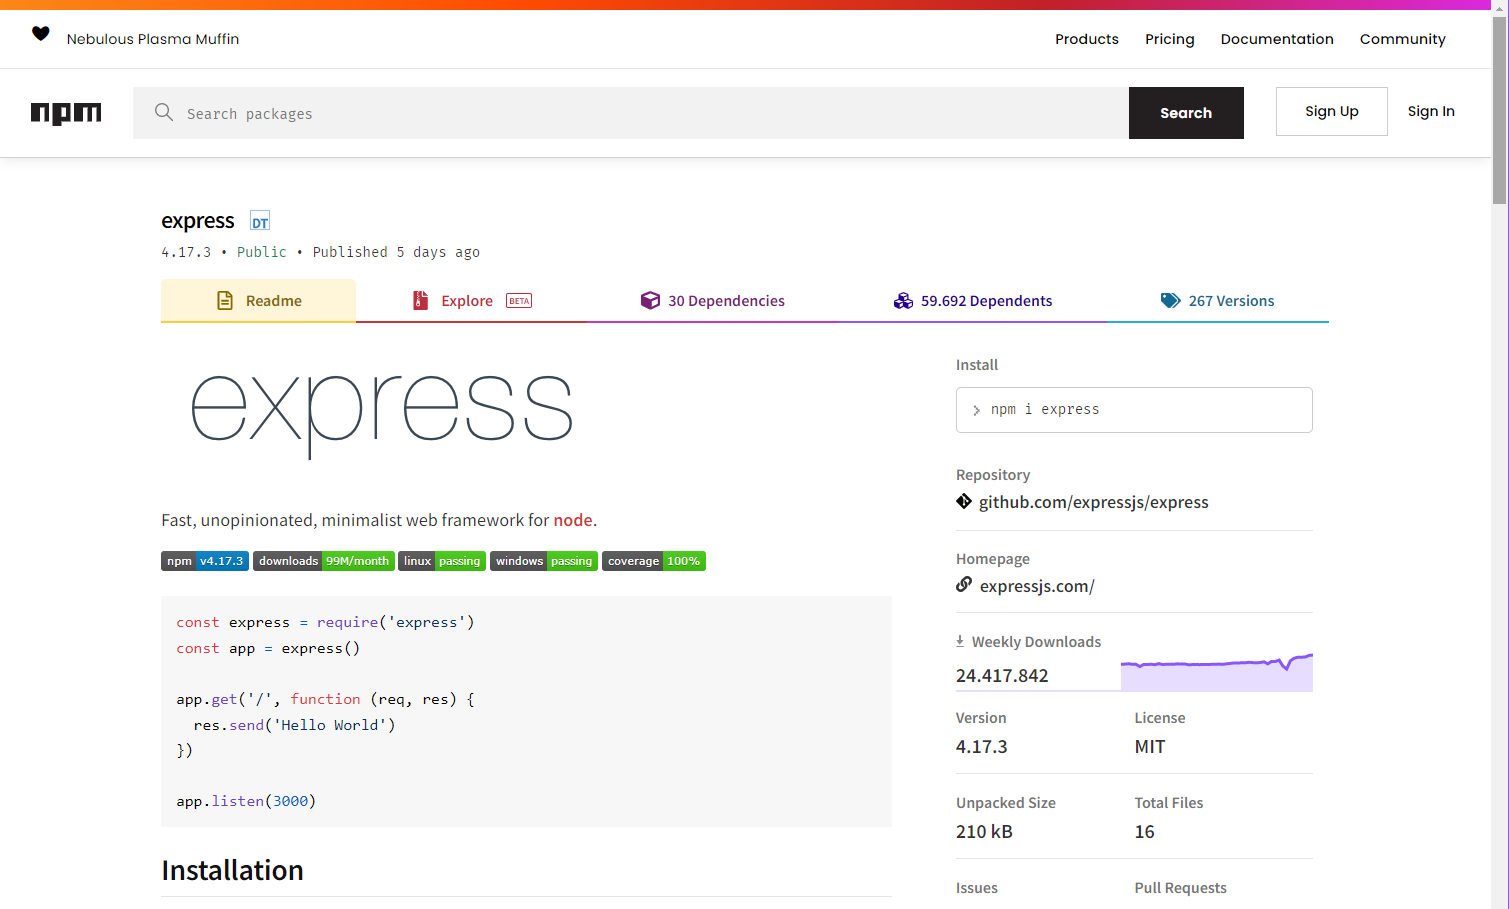 Nebulous Plasma Muffin
Products Pricing Documentation Community
npm
Search packages
Search
Sign Up
Sign In
express DT
4.17.3 • Public • Published 5 days ago
Readme
Explore BETA
30 Dependencies
59.692 Dependents
267 Versions
express
Fast, unopinionated, minimalist web framework for node.
npm v4.17.3 downloads 99M/month linux passing windows passing coverage 100%
const express = require('express')
const app = express()
app.get('/', function (req, res) {
  res.send('Hello World')
})
app.listen(3000)
Installation
Install
> npm i express
Repository
github.com/expressjs/express
Homepage
expressjs.com/
Weekly Downloads
24.417.842
Version License
4.17.3 MIT
Unpacked Size Total Files
210 kB 16
Issues Pull Requests